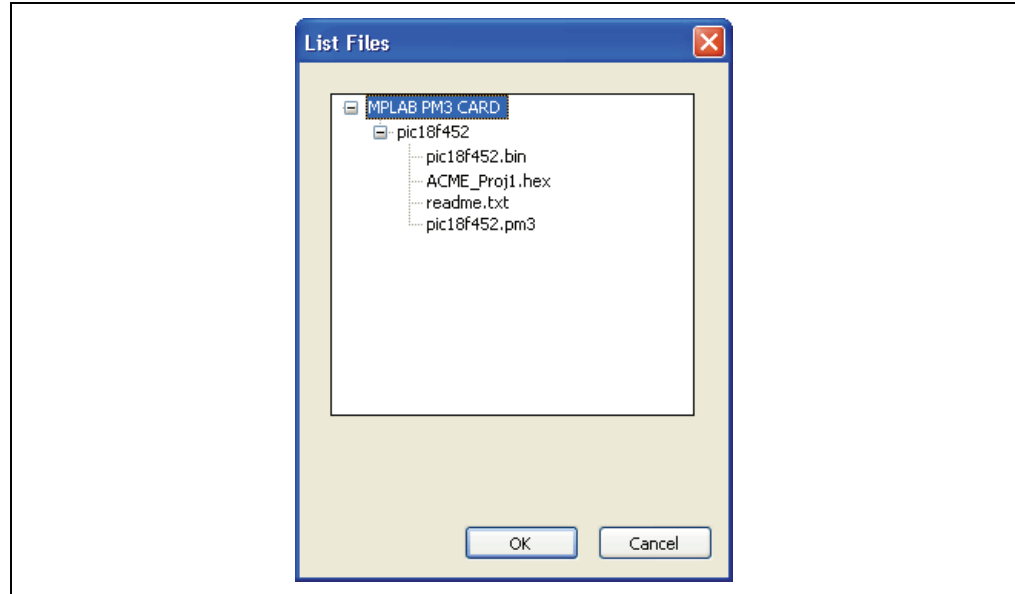 List Files
MPLAB PM3 CARD
pic18f452
pic18f452.bin
ACME_Proj1.hex
readme.txt
pic18f452.pm3
OK Cancel